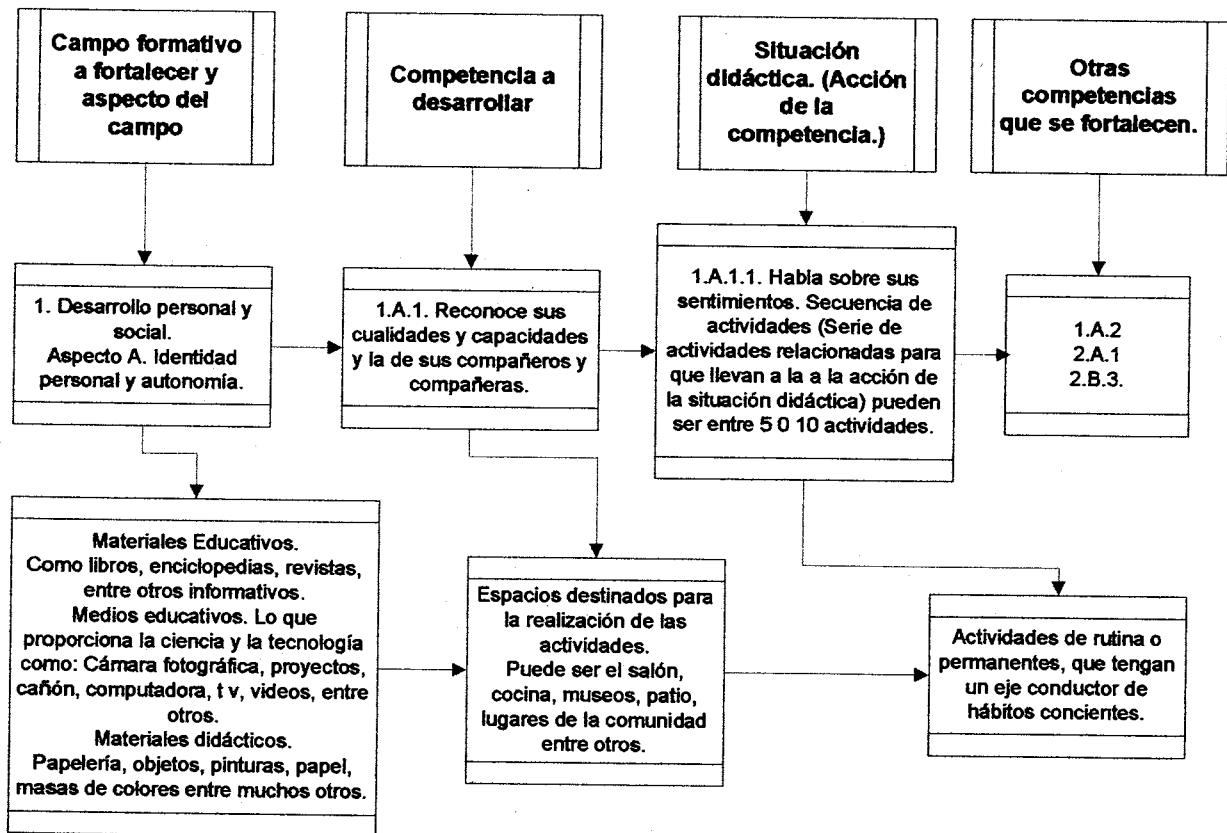 Campo formativo
a fortalecer y
aspecto del
campo
Competencia a
desarrollar
Situación
didáctica. (Acción
de la
competencia.)
Otras
competencias
que se fortalecen.
1. Desarrollo personal y
social.
Aspecto A. Identidad
personal y autonomía.
1.A.1. Reconoce sus
cualidades y capacidades
y la de sus compañeros y
compañeras.
1.A.1.1. Habla sobre sus
sentimientos. Secuencia de
actividades (Serie de
actividades relacionadas para
que llevan a la a la acción de
la situación didáctica) pueden
ser entre 5 0 10 actividades.
1.A.2
2.A.1
2.B.3.
Materiales Educativos.
Como libros, enciclopedias, revistas,
entre otros informativos.
Medios educativos. Lo que
proporciona la ciencia y la tecnología
como: Cámara fotográfica, proyectos,
cañón, computadora, t v, videos, entre
otros.
Materiales didácticos.
Papelería, objetos, pinturas, papel,
masas de colores entre muchos otros.
Espacios destinados para
la realización de las
actividades.
Puede ser el salón,
cocina, museos, patio,
lugares de la comunidad
entre otros.
Actividades de rutina o
permanentes, que tengan
un eje conductor de
hábitos concientes.